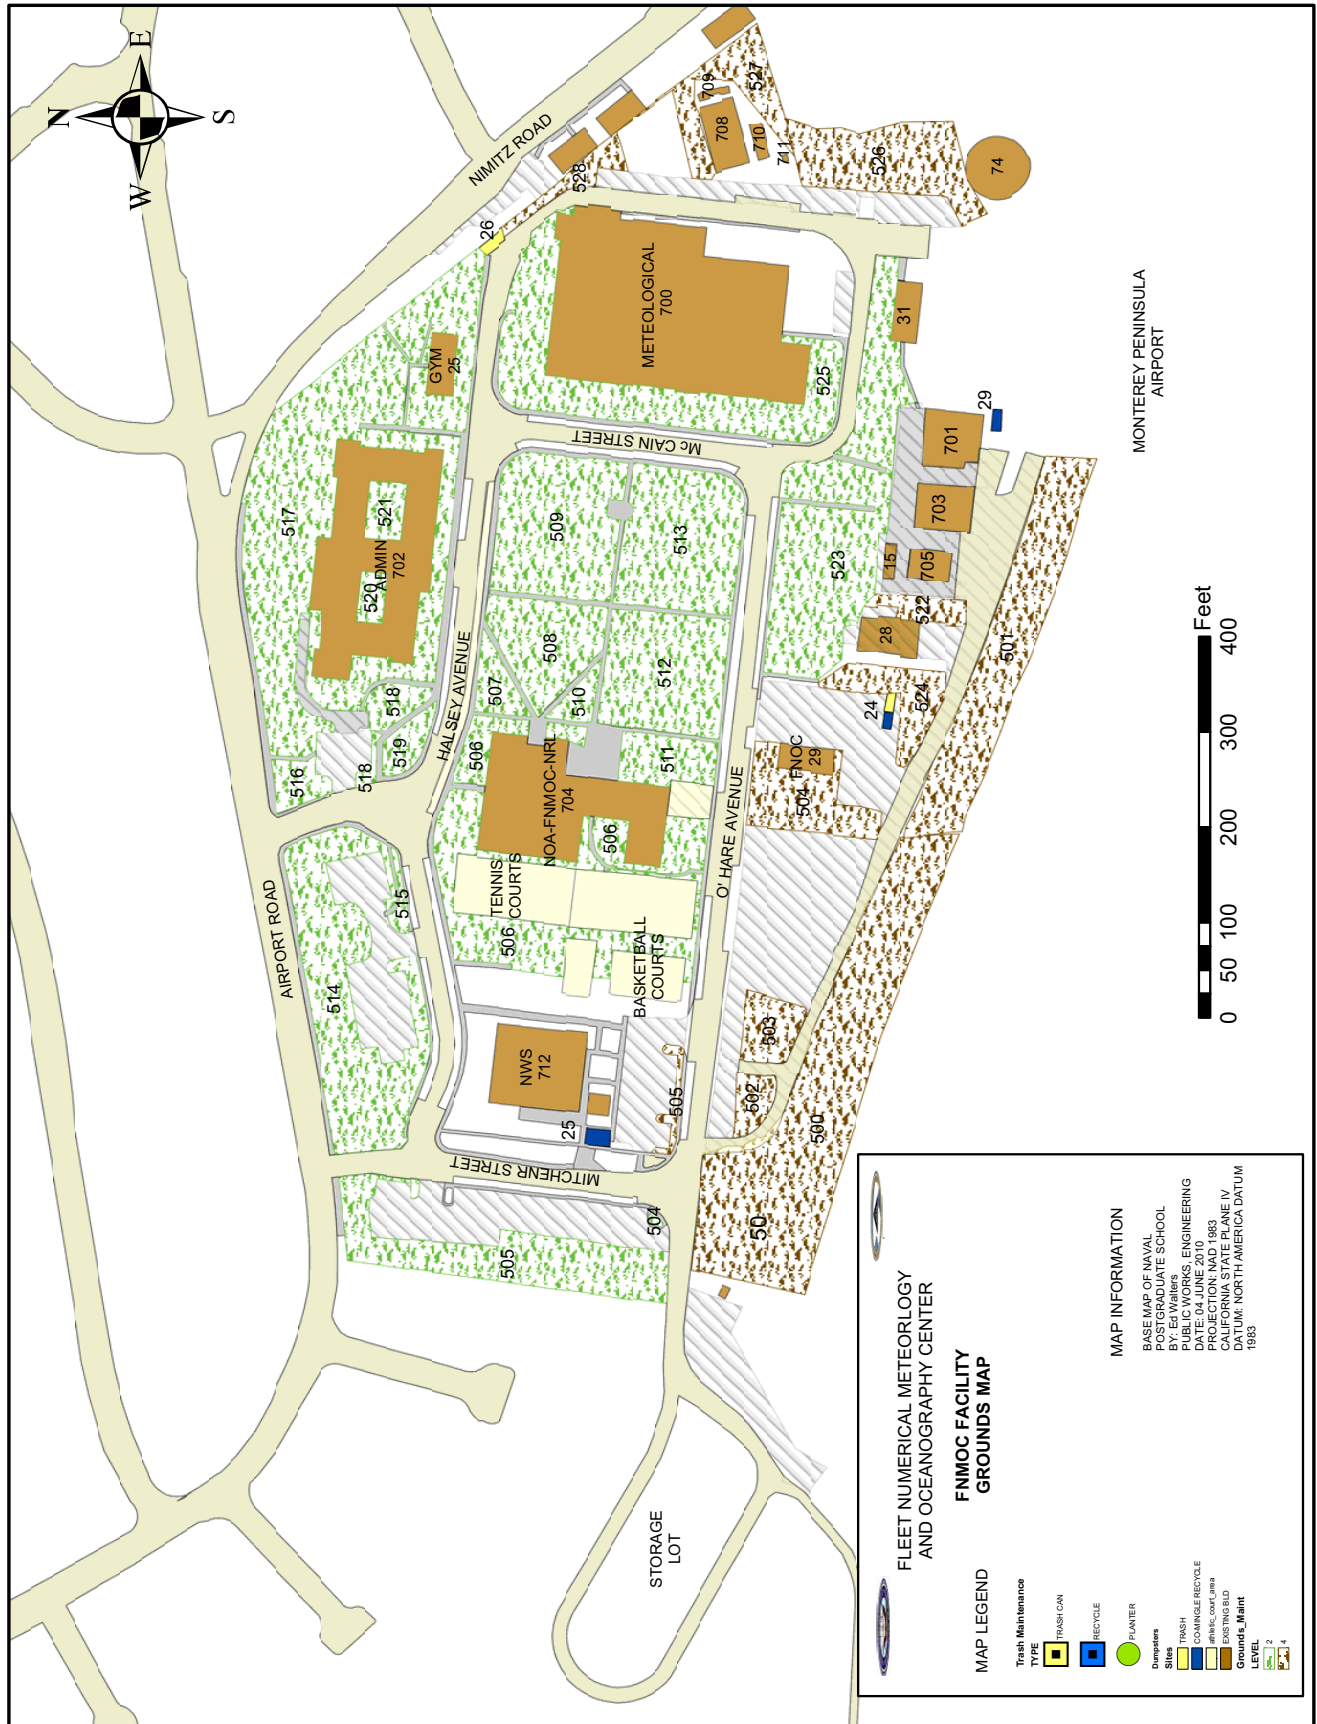 N
E
S
W
NIMITZ ROAD
709
527
708
710
711
526
74
528
26
METEOLOGICAL
700
GYM
25
525
31
29
701
MONTEREY PENINSULA
AIRPORT
517
521
ADMIN
702
520
Mc CAIN STREET
509
513
523
703
15
705
522
28
501
524
24
508
507
510
512
HALSEY AVENUE
518
519
518
516
506
NOA-FNMOC-NRL
704
511
506
FNOC
29
504
O' HARE AVENUE
AIRPORT ROAD
515
514
TENNIS
COURTS
506
BASKETBALL
COURTS
NWS
712
25
505
503
502
500
MITCHENR STREET
50
504
505
STORAGE
LOT
0 50 100 200 300 400
Feet
FLEET NUMERICAL METEORLOGY
AND OCEANOGRAPHY CENTER
FNMOC FACILITY
GROUNDS MAP
MAP LEGEND
Trash Maintenance
TYPE
TRASH CAN
RECYCLE
PLANTER
Dumpsters
Sites
TRASH
COMINGLE RECYCLE
athletic_court_area
EXISTING BLD
Grounds_Maint
LEVEL
2
4
MAP INFORMATION
BASE MAP OF NAVAL
POSTGRADUATE SCHOOL
BY: Ed Walters
PUBLIC WORKS, ENGINEERING
DATE: 04 JUNE 2010
PROJECTION: NAD 1983
CALIFORNIA STATE PLANE IV
DATUM: NORTH AMERICA DATUM
1983